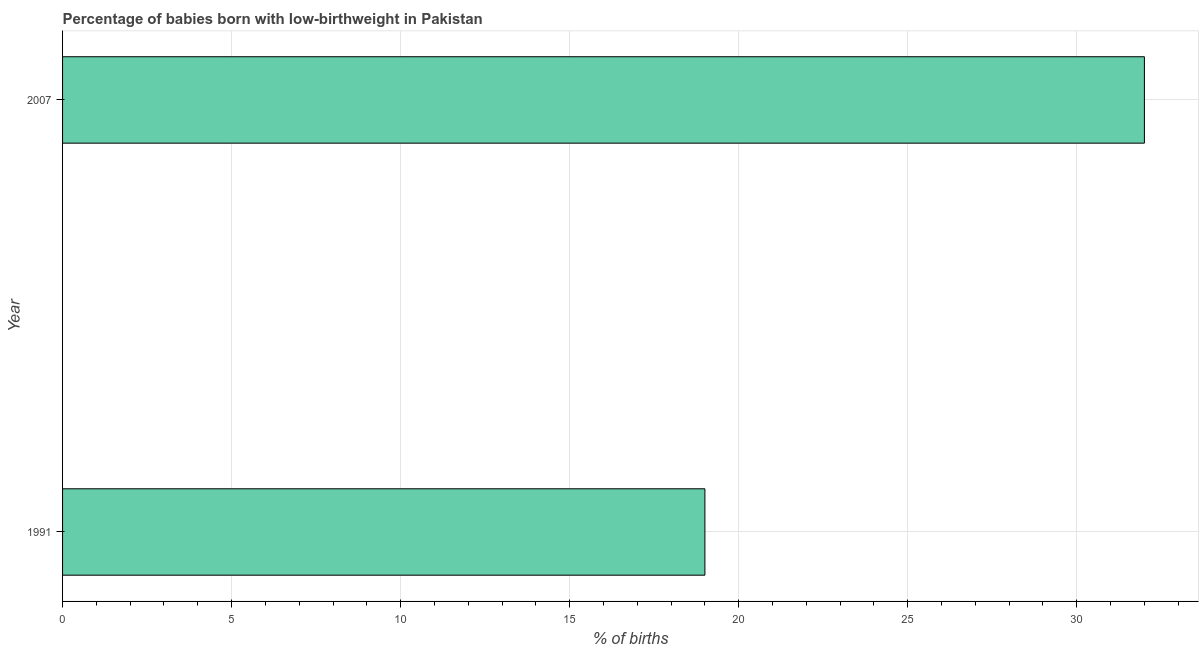 Percentage of babies born with low-birthweight in Pakistan
2007
Year
1991
0 5 10 15 20 25 30
% of births